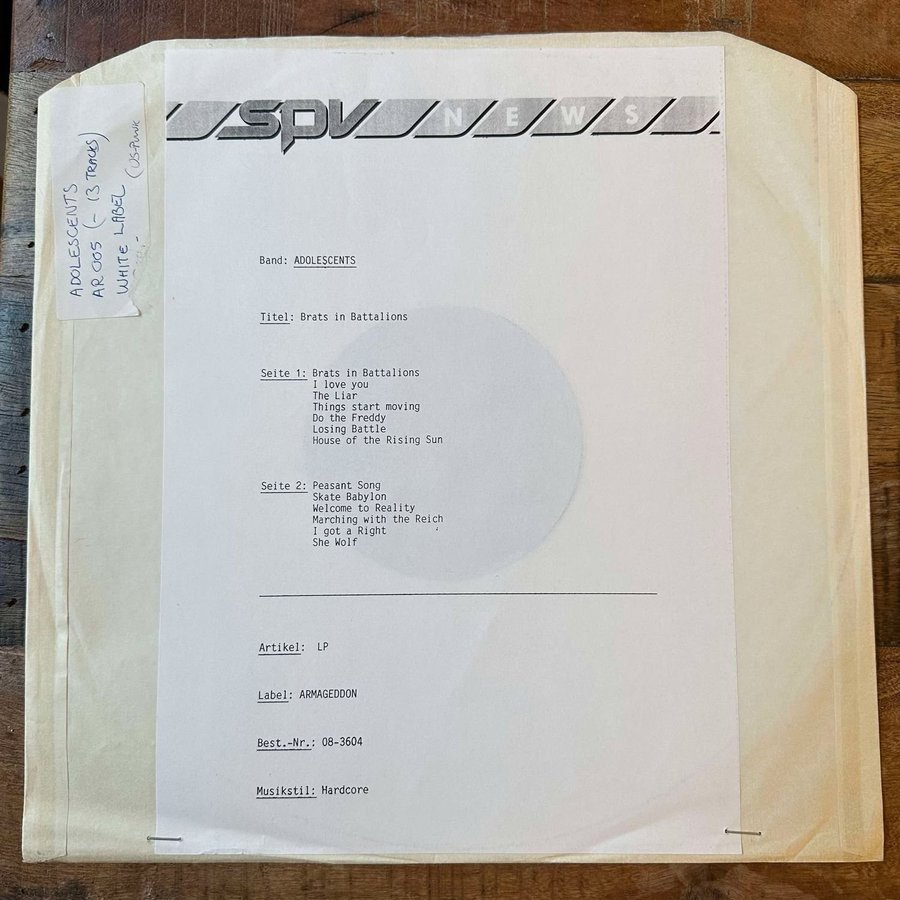 ADOLESCENTS
AR 005 (- 13 TRACKS)
WHITE LABEL (US-PUNK
spv NEWS
Band: ADOLESCENTS
Titel: Brats in Battalions
Seite 1: Brats in Battalions
I love you
The Liar
Things start moving
Do the Freddy
Losing Battle
House of the Rising Sun
Seite 2: Peasant Song
Skate Babylon
Welcome to Reality
Marching with the Reich
I got a Right
She Wolf
Artikel: LP
Label: ARMAGEDDON
Best.-Nr.: 08-3604
Musikstil: Hardcore